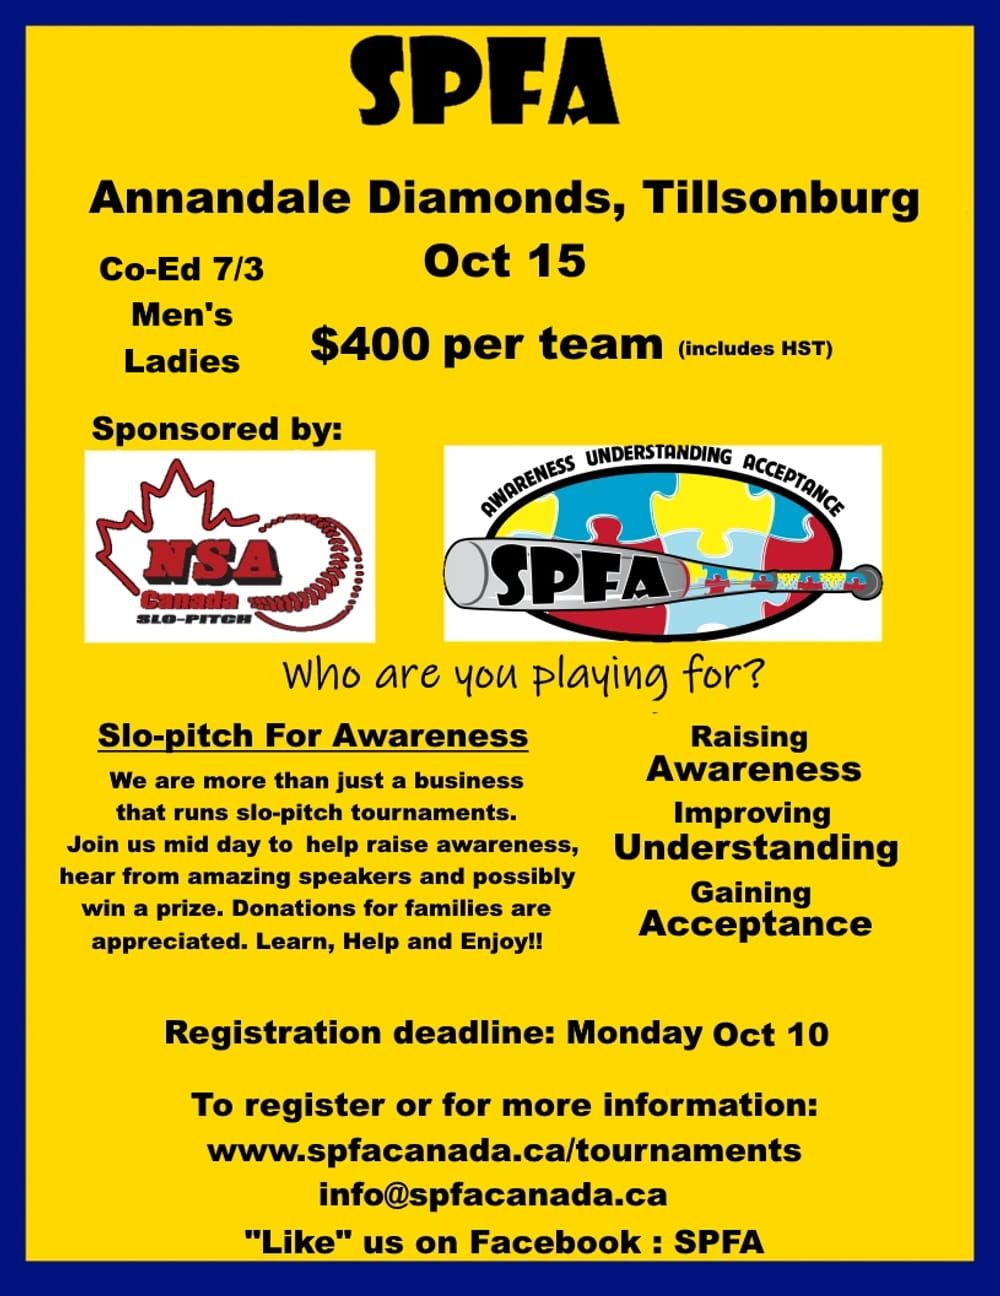 SPFA
Annandale Diamonds, Tillsonburg
Oct 15
Co-Ed 7/3
Men's
Ladies
$400 per team (includes HST)
Sponsored by:
NSA
Canada
SLO-PITCH
AWARENESS UNDERSTANDING ACCEPTANCE
SPFA
Who are you playing for?
Slo-pitch For Awareness
We are more than just a business
that runs slo-pitch tournaments.
Join us mid day to help raise awareness,
hear from amazing speakers and possibly
win a prize. Donations for families are
appreciated. Learn, Help and Enjoy!!
Raising
Awareness
Improving
Understanding
Gaining
Acceptance
Registration deadline: Monday Oct 10
To register or for more information:
www.spfacanada.ca/tournaments
info@spfacanada.ca
"Like" us on Facebook : SPFA